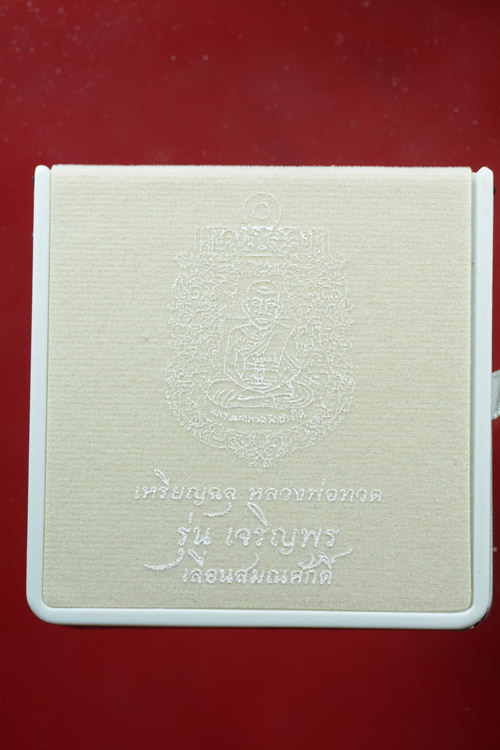 เหรียญฉลุ หลวงพ่อทวด
รุ่น เจริญพร
เลื่อนสมณศักดิ์